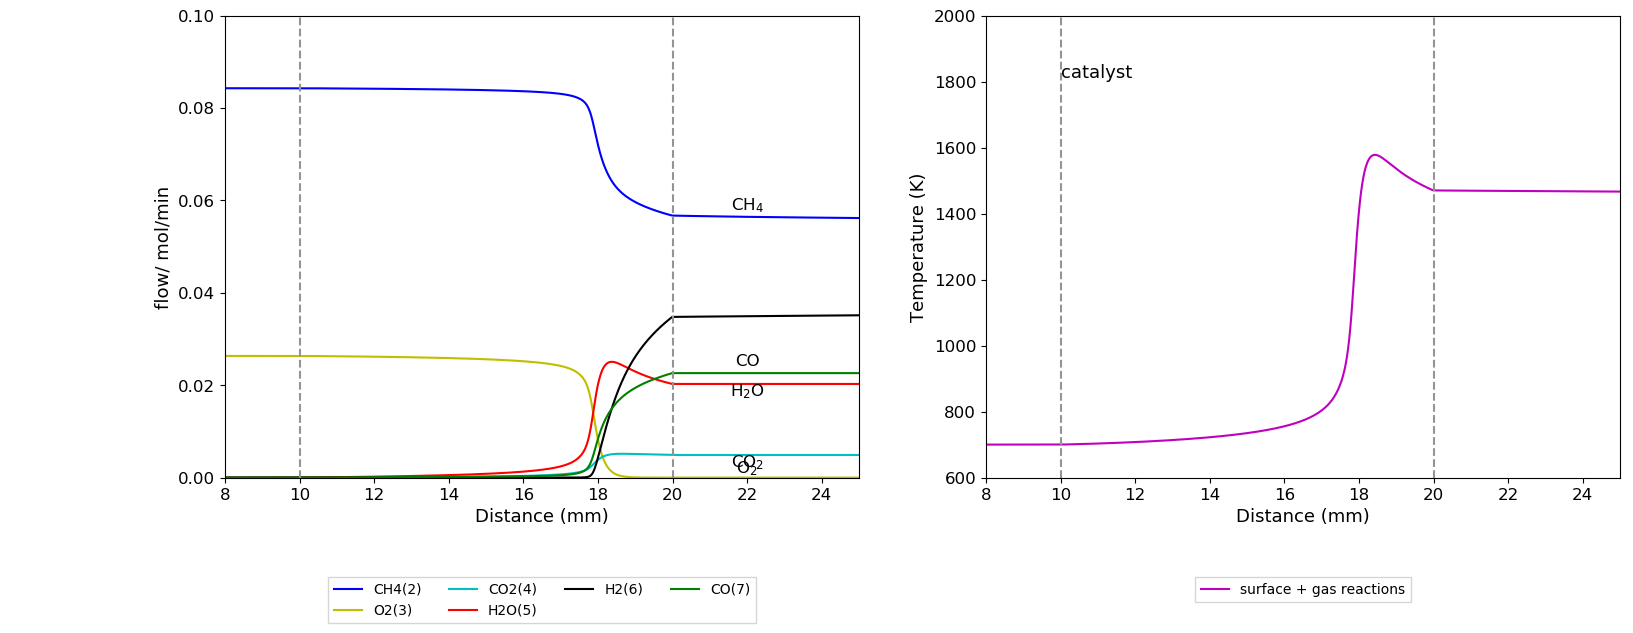 0.10
0.08
0.06
0.04
0.02
0.00
flow/ mol/min
CH4
CO
H2O
CO2
O2
8 10 12 14 16 18 20 22 24
Distance (mm)
CH4(2) CO2(4) H2(6) CO(7)
O2(3) H2O(5)
2000
1800
1600
1400
1200
1000
800
600
Temperature (K)
catalyst
8 10 12 14 16 18 20 22 24
Distance (mm)
surface + gas reactions